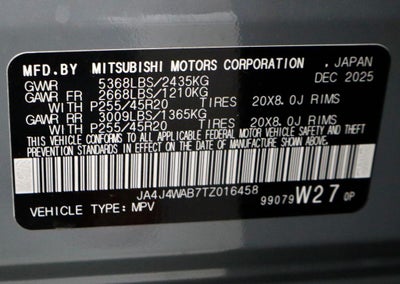 MFD.BY MITSUBISHI MOTORS CORPORATION , JAPAN
GVWR 5368LBS/2435KG DEC 2025
GAWR FR 2668LBS/1210KG
WITH P255/45R20 TIRES 20X8.0J RIMS
GAWR RR 3009LBS/1365KG
WITH P255/45R20 TIRES 20X8.0J RIMS
THIS VEHICLE CONFORMS TO ALL APPLICABLE FEDERAL MOTOR VEHICLE SAFETY AND THEFT
PREVENTION STANDARDS IN EFFECT ON THE DATE OF MANUFACTURE SHOWN ABOVE.
JA4J4WAB7TZ016458
VEHICLE TYPE: MPV 99079 W27 0P